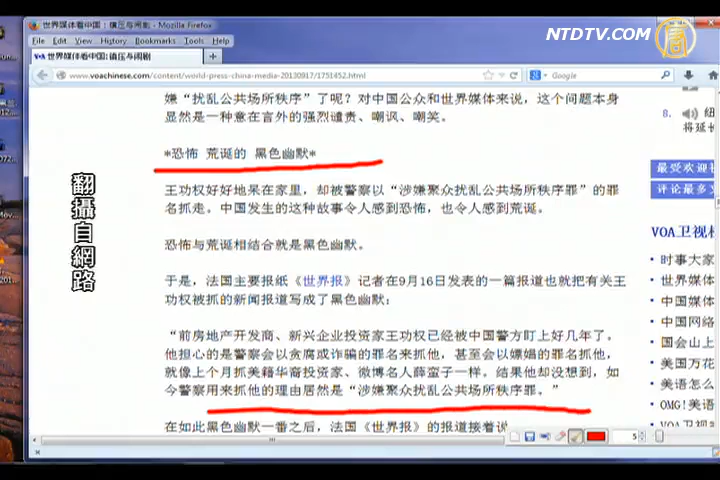 世界媒体看中国：镇压与闹剧 - Mozilla Firefox
File Edit View History Bookmarks Tools Help
NTDTV.COM
VOA 世界媒体看中国:镇压与闹剧
www.voachinese.com/content/world-press-china-media-20130917/1751452.html
Google
嫌“扰乱公共场所秩序”了呢？对中国公众和世界媒体来说，这个问题本身
显然是一种意在言外的强烈谴责、嘲讽、嘲笑。
8.
将延长
*恐怖 荒诞的 黑色幽默*
最受欢迎视
评论最多文
王功权好好地呆在家里，却被警察以“涉嫌聚众扰乱公共场所秩序罪”的罪
名抓走。中国发生的这种故事令人感到恐怖，也令人感到荒诞。
翻攝自網路
VOA卫视框
恐怖与荒诞相结合就是黑色幽默。
时事大家
世界媒体
中国媒体
中国网络
国会山上
美国万花
美语怎么
OMG!美语
于是，法国主要报纸《世界报》记者在9月16日发表的一篇报道也就把有关王
功权被抓的新闻报道写成了黑色幽默：
“前房地产开发商、新兴企业投资家王功权已经被中国警方盯上好几年了。
他担心的是警察会以贪腐或诈骗的罪名来抓他，甚至会以嫖娼的罪名抓他，
就像上个月抓美籍华裔投资家、微博名人薛蛮子一样。结果他却没想到，如
今警察用来抓他的理由居然是“涉嫌聚众扰乱公共场所秩序罪。”
在如此黑色幽默一番之后，法国《世界报》的报道接着说
5